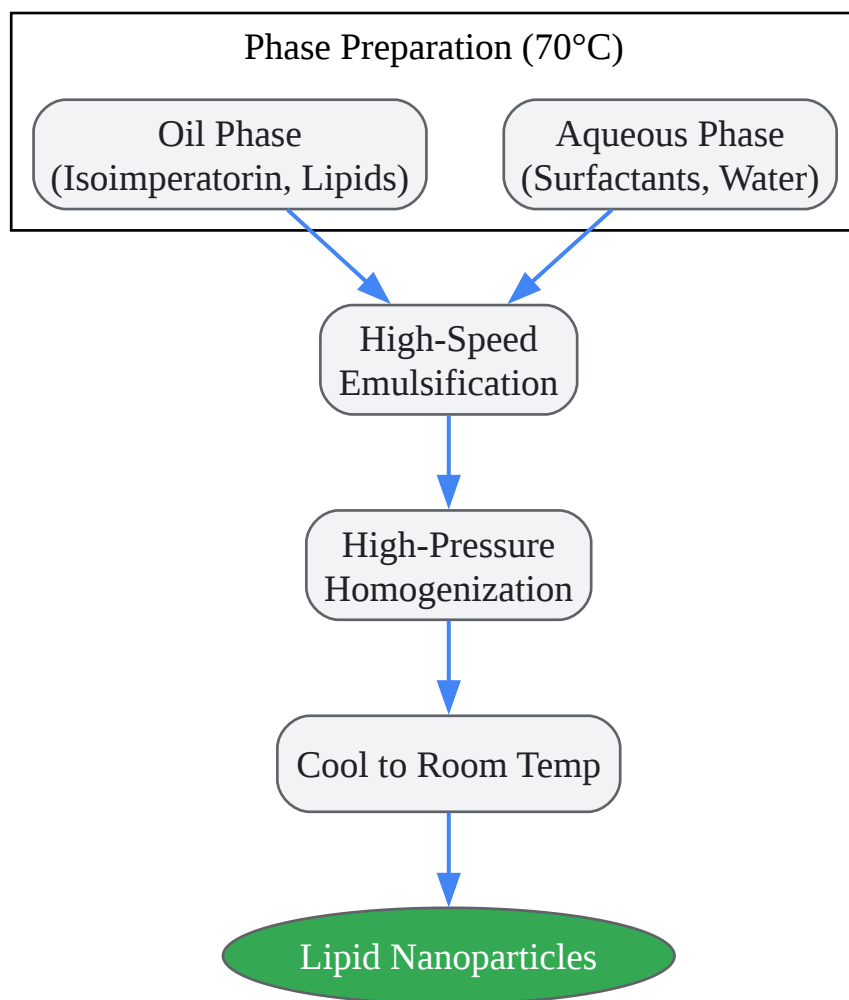 Phase Preparation (70°C)
Oil Phase
(Isoimperatorin, Lipids)
Aqueous Phase
(Surfactants, Water)
High-Speed
Emulsification
High-Pressure
Homogenization
Cool to Room Temp
Lipid Nanoparticles